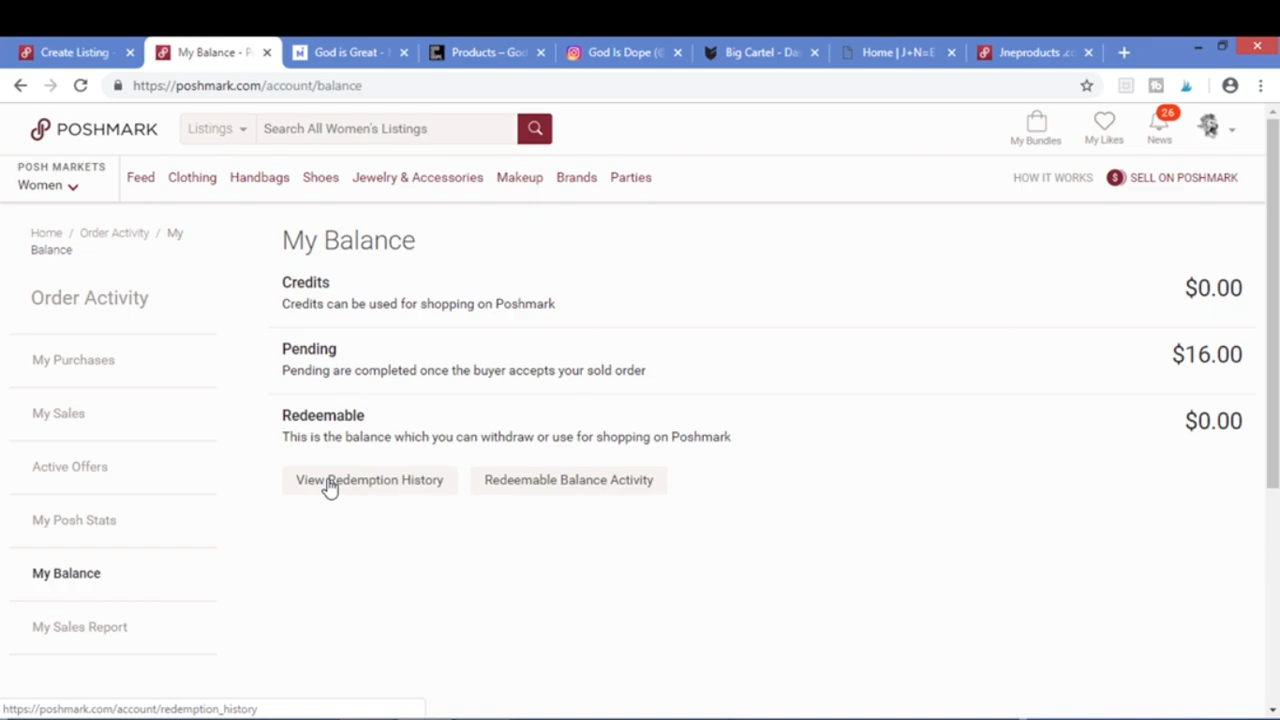 Create Listing -
My Balance - P
God is Great -
Products – God
God Is Dope (
Big Cartel - Da
Home | J+N=E
Jneproducts .c
https://poshmark.com/account/balance
POSHMARK
Listings
Search All Women's Listings
My Bundles
My Likes
26
News
POSH MARKETS
Women
Feed
Clothing
Handbags
Shoes
Jewelry & Accessories
Makeup
Brands
Parties
HOW IT WORKS
$ SELL ON POSHMARK
Home / Order Activity / My
Balance
Order Activity
My Purchases
My Sales
Active Offers
My Posh Stats
My Balance
My Sales Report
My Balance
Credits
Credits can be used for shopping on Poshmark
$0.00
Pending
Pending are completed once the buyer accepts your sold order
$16.00
Redeemable
This is the balance which you can withdraw or use for shopping on Poshmark
$0.00
View Redemption History
Redeemable Balance Activity
https://poshmark.com/account/redemption_history